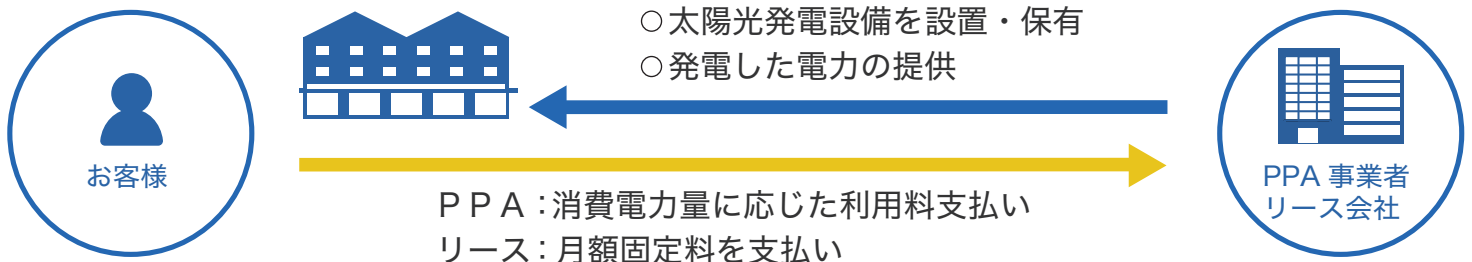 ○太陽光発電設備を設置・保有
○発電した電力の提供
お客様
PPA 事業者
リース会社
ＰＰＡ：消費電力量に応じた利用料支払い
リース：月額固定料を支払い